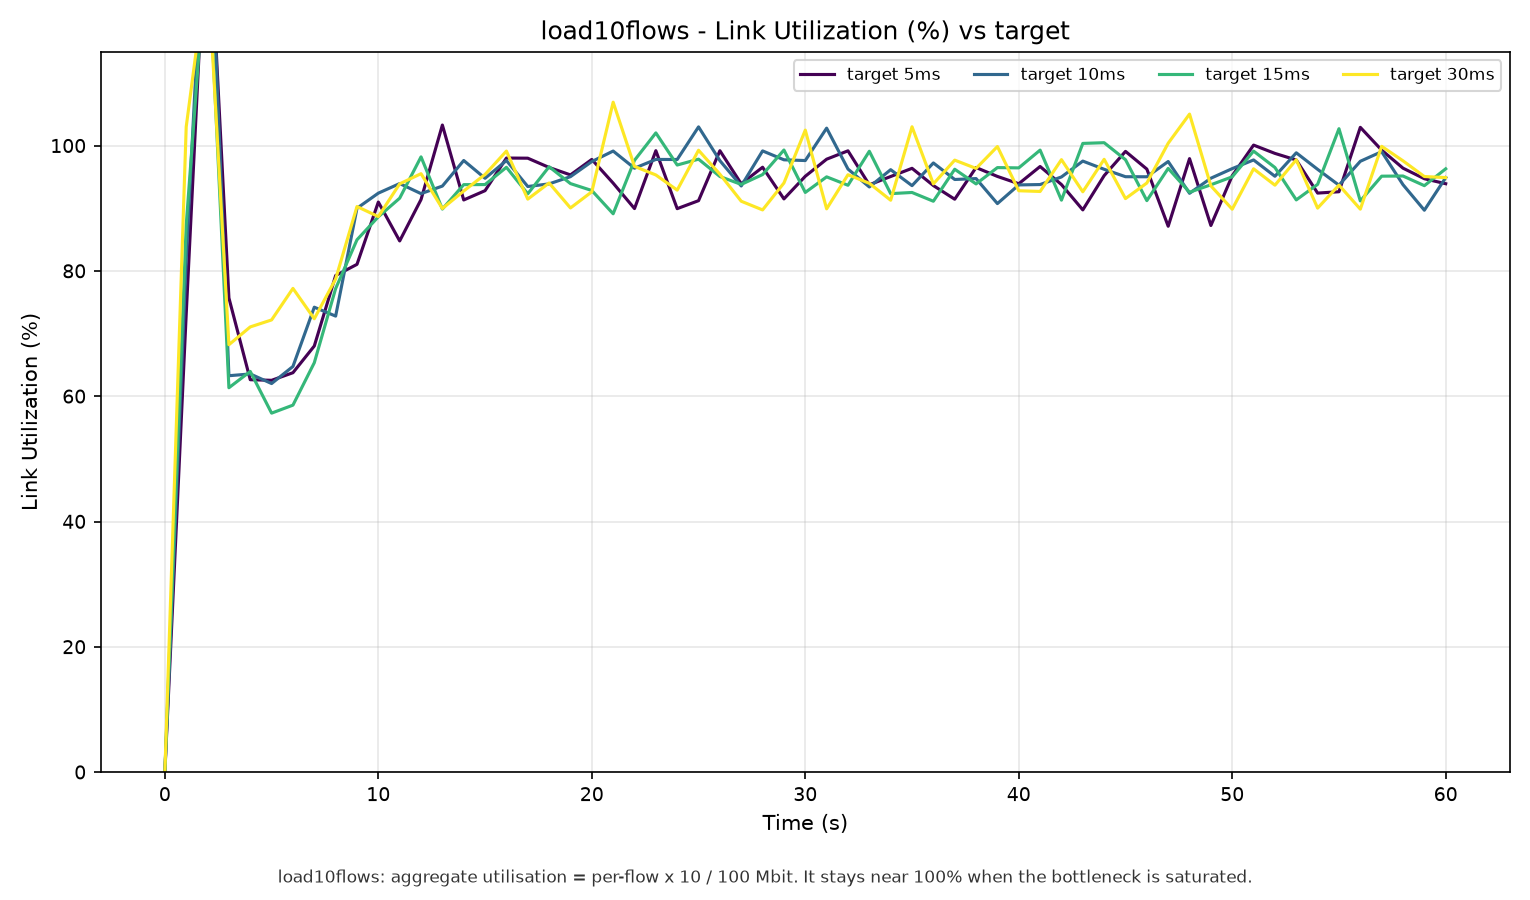 load10flows - Link Utilization (%) vs target
target 5ms
target 10ms
target 15ms
target 30ms
Link Utilization (%)
100
80
60
40
20
0
0
10
20
30
40
50
60
Time (s)
load10flows: aggregate utilisation = per-flow x 10 / 100 Mbit. It stays near 100% when the bottleneck is saturated.